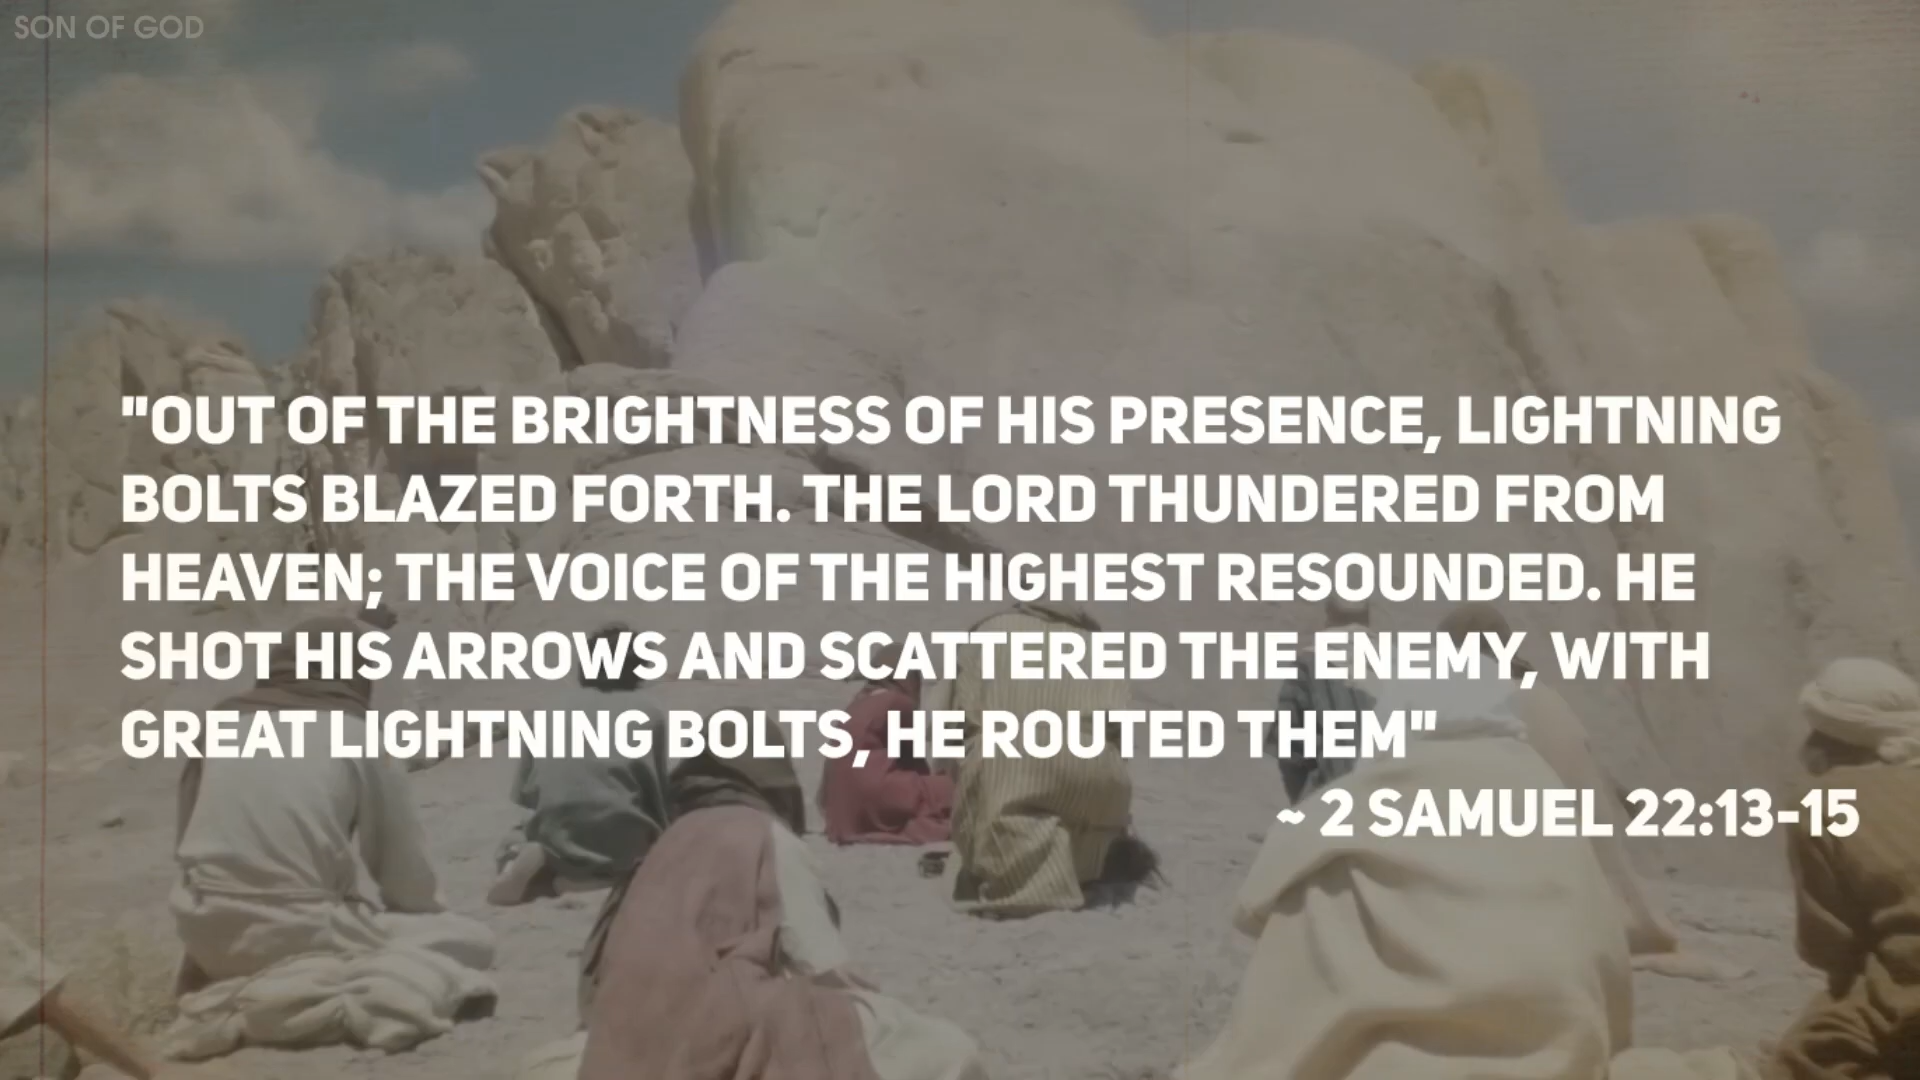 SON OF GOD
"OUT OF THE BRIGHTNESS OF HIS PRESENCE, LIGHTNING
BOLTS BLAZED FORTH. THE LORD THUNDERED FROM
HEAVEN; THE VOICE OF THE HIGHEST RESOUNDED. HE
SHOT HIS ARROWS AND SCATTERED THE ENEMY, WITH
GREAT LIGHTNING BOLTS, HE ROUTED THEM"
~ 2 SAMUEL 22:13-15